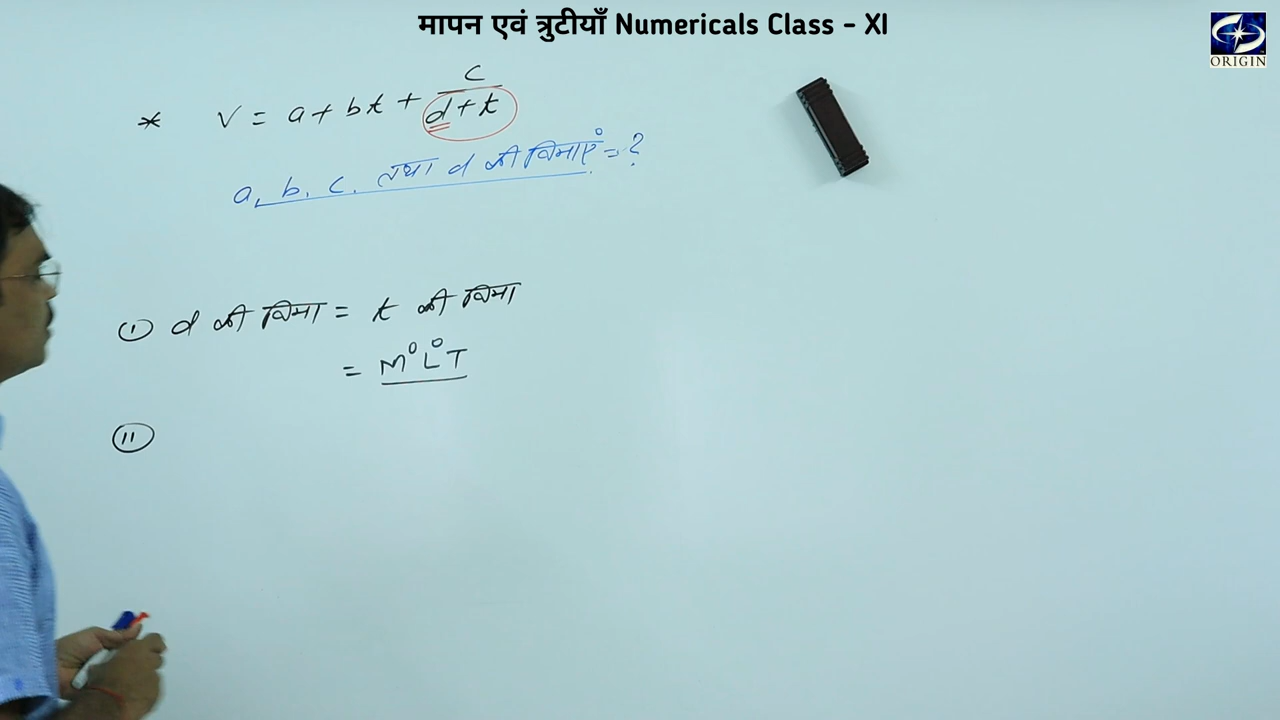 मापन एवं त्रुटीयाँ Numericals Class - XI
ORIGIN
* V = a + bt + c/(d + t)
a, b, c, तथा d की विमाएं = ?
(I) d की विमा = t की विमा
= M⁰L⁰T
(II)